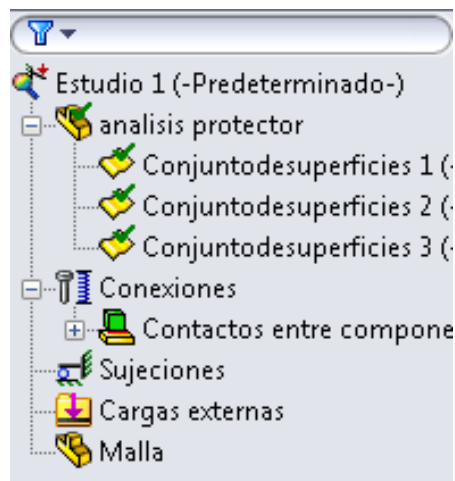 Estudio 1 (-Predeterminado-)
analisis protector
Conjuntodesuperficies 1 (-
Conjuntodesuperficies 2 (-
Conjuntodesuperficies 3 (-
Conexiones
Contactos entre compone
Sujeciones
Cargas externas
Malla